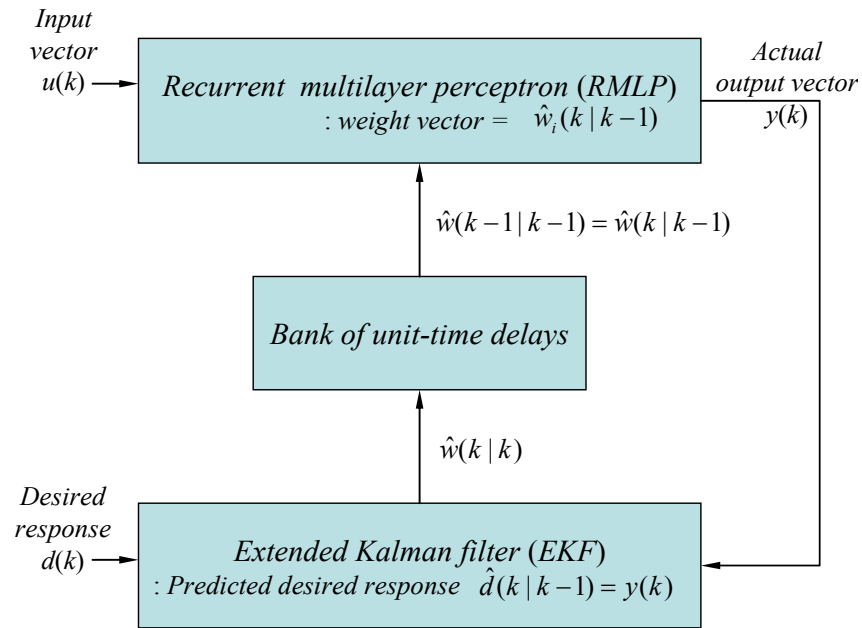 Input
vector
u(k)
Recurrent multilayer perceptron (RMLP)
: weight vector = ŵᵢ(k | k−1)
Actual
output vector
y(k)
ŵ(k−1 | k−1) = ŵ(k | k−1)
Bank of unit-time delays
ŵ(k | k)
Desired
response
d(k)
Extended Kalman filter (EKF)
: Predicted desired response d̂(k | k−1) = y(k)